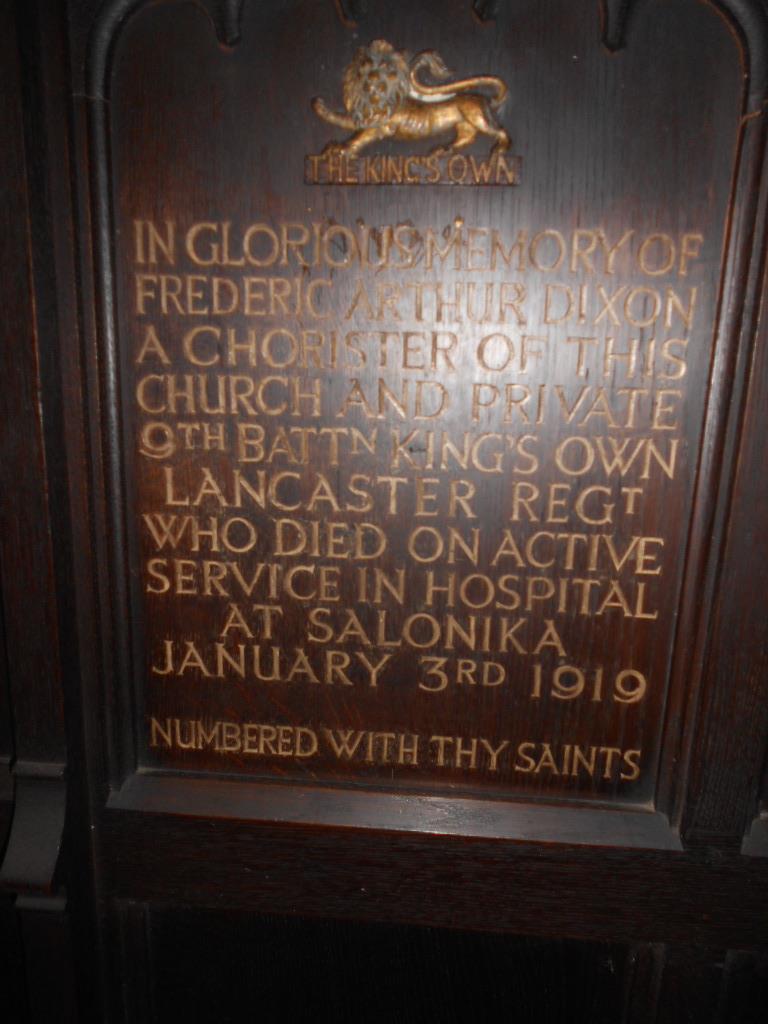 THE KING'S OWN
IN GLORIOUS MEMORY OF
FREDERIC ARTHUR DIXON
A CHORISTER OF THIS
CHURCH AND PRIVATE
9TH BATTN KING'S OWN
LANCASTER REGT
WHO DIED ON ACTIVE
SERVICE IN HOSPITAL
AT SALONIKA
JANUARY 3RD 1919
NUMBERED WITH THY SAINTS